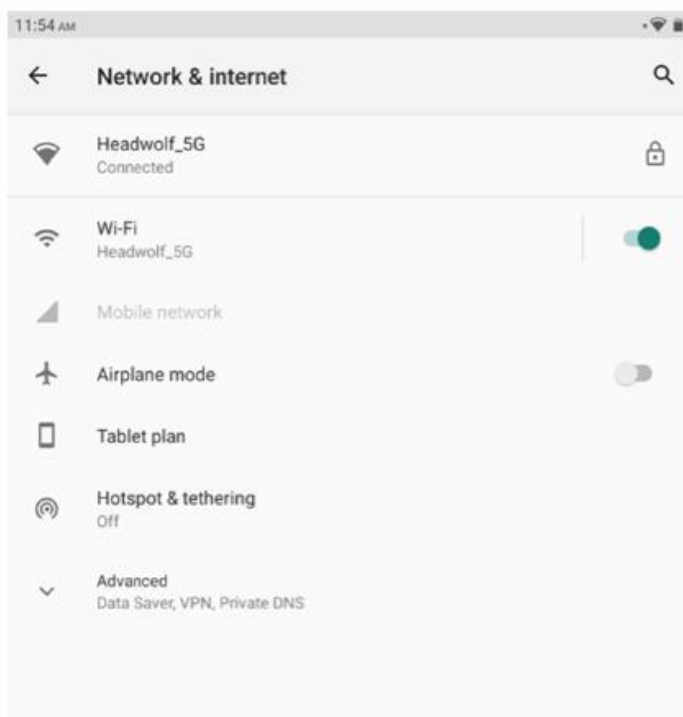 11:54 AM
Network & internet
Headwolf_5G
Connected
Wi-Fi
Headwolf_5G
Mobile network
Airplane mode
Tablet plan
Hotspot & tethering
Off
Advanced
Data Saver, VPN, Private DNS